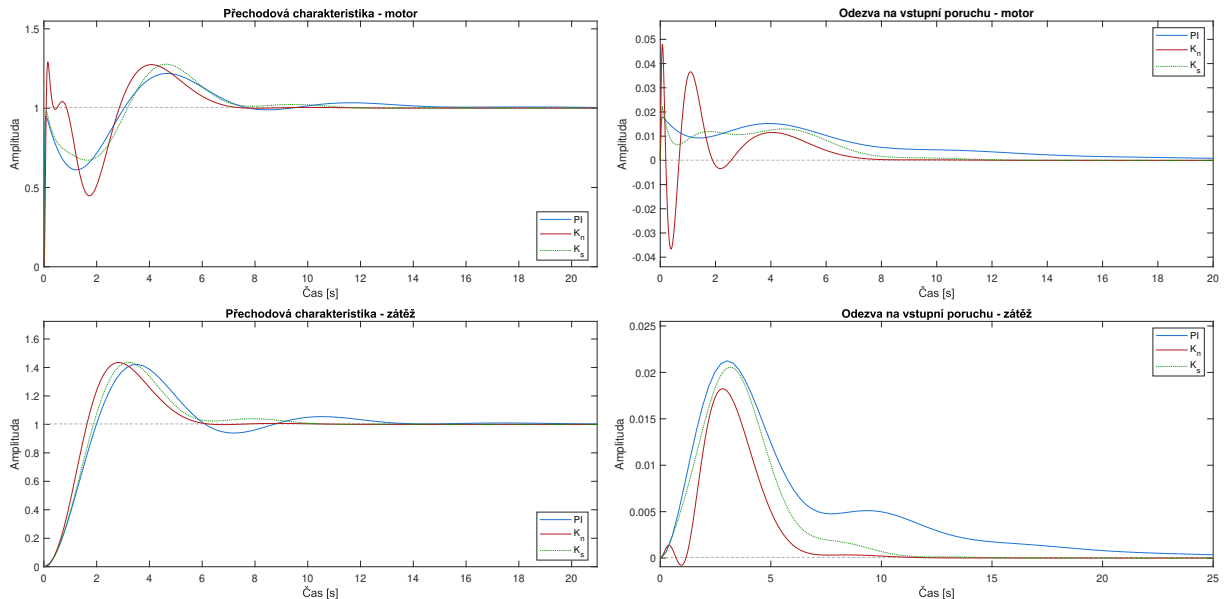 Přechodová charakteristika - motor
1.5
1
0.5
0
Amplituda
0 2 4 6 8 10 12 14 16 18 20
Čas [s]
PI
Kn
Ks
Odezva na vstupní poruchu - motor
0.05
0.04
0.03
0.02
0.01
0
-0.01
-0.02
-0.03
-0.04
Amplituda
0 2 4 6 8 10 12 14 16 18 20
Čas [s]
PI
Kn
Ks
Přechodová charakteristika - zátěž
1.6
1.4
1.2
1
0.8
0.6
0.4
0.2
0
Amplituda
0 2 4 6 8 10 12 14 16 18 20
Čas [s]
PI
Kn
Ks
Odezva na vstupní poruchu - zátěž
0.025
0.02
0.015
0.01
0.005
0
Amplituda
0 5 10 15 20 25
Čas [s]
PI
Kn
Ks